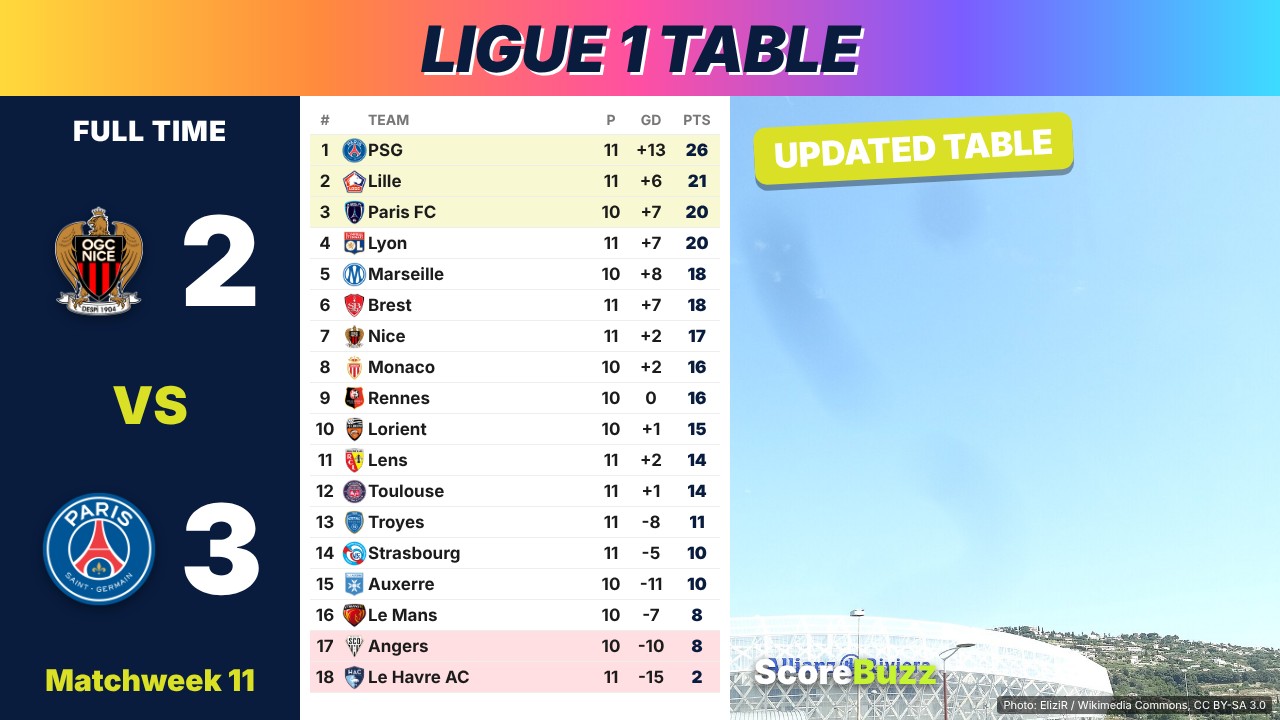 LIGUE 1 TABLE
FULL TIME
OGC
NICE
DEPUIS 1904
2
VS
PARIS
SAINT-GERMAIN
3
Matchweek 11
# TEAM P GD PTS
1 PSG 11 +13 26
2 Lille 11 +6 21
3 Paris FC 10 +7 20
4 Lyon 11 +7 20
5 Marseille 10 +8 18
6 Brest 11 +7 18
7 Nice 11 +2 17
8 Monaco 10 +2 16
9 Rennes 10 0 16
10 Lorient 10 +1 15
11 Lens 11 +2 14
12 Toulouse 11 +1 14
13 Troyes 11 -8 11
14 Strasbourg 11 -5 10
15 Auxerre 10 -11 10
16 Le Mans 10 -7 8
17 Angers 10 -10 8
18 Le Havre AC 11 -15 2
UPDATED TABLE
Allianz Riviera
ScoreBuzz
Photo: EliziR / Wikimedia Commons, CC BY-SA 3.0